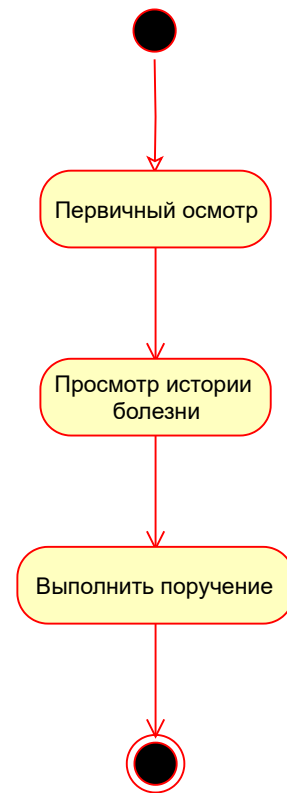 Первичный осмотр
Просмотр истории
болезни
Выполнить поручение